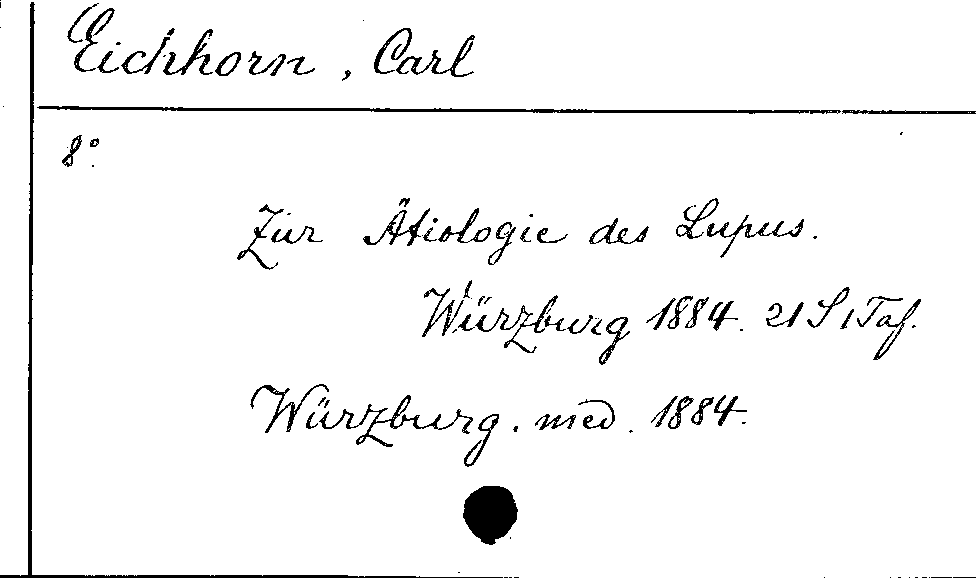 Eichhorn, Carl
8°.
Zur Ätiologie des Lupus.
Würzburg 1884. 21 S 1 Taf.
Würzburg. med. 1884.